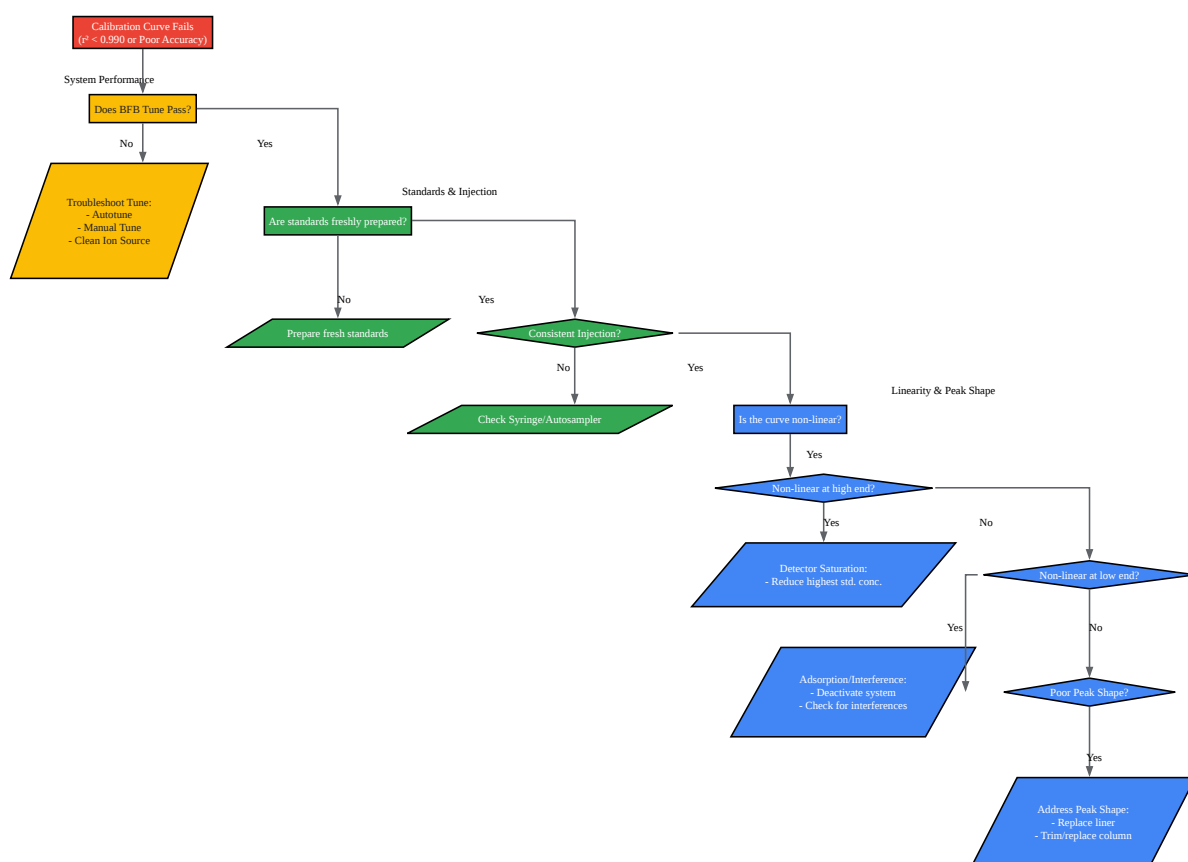 Calibration Curve Fails
(r² < 0.990 or Poor Accuracy)
System Performance
Does BFB Tune Pass?
No
Yes
Troubleshoot Tune:
- Autotune
- Manual Tune
- Clean Ion Source
Standards & Injection
Are standards freshly prepared?
No
Yes
Prepare fresh standards
Consistent Injection?
No
Yes
Check Syringe/Autosampler
Linearity & Peak Shape
Is the curve non-linear?
Yes
Non-linear at high end?
Yes
No
Detector Saturation:
- Reduce highest std. conc.
Non-linear at low end?
Yes
No
Adsorption/Interference:
- Deactivate system
- Check for interferences
Poor Peak Shape?
Yes
Address Peak Shape:
- Replace liner
- Trim/replace column